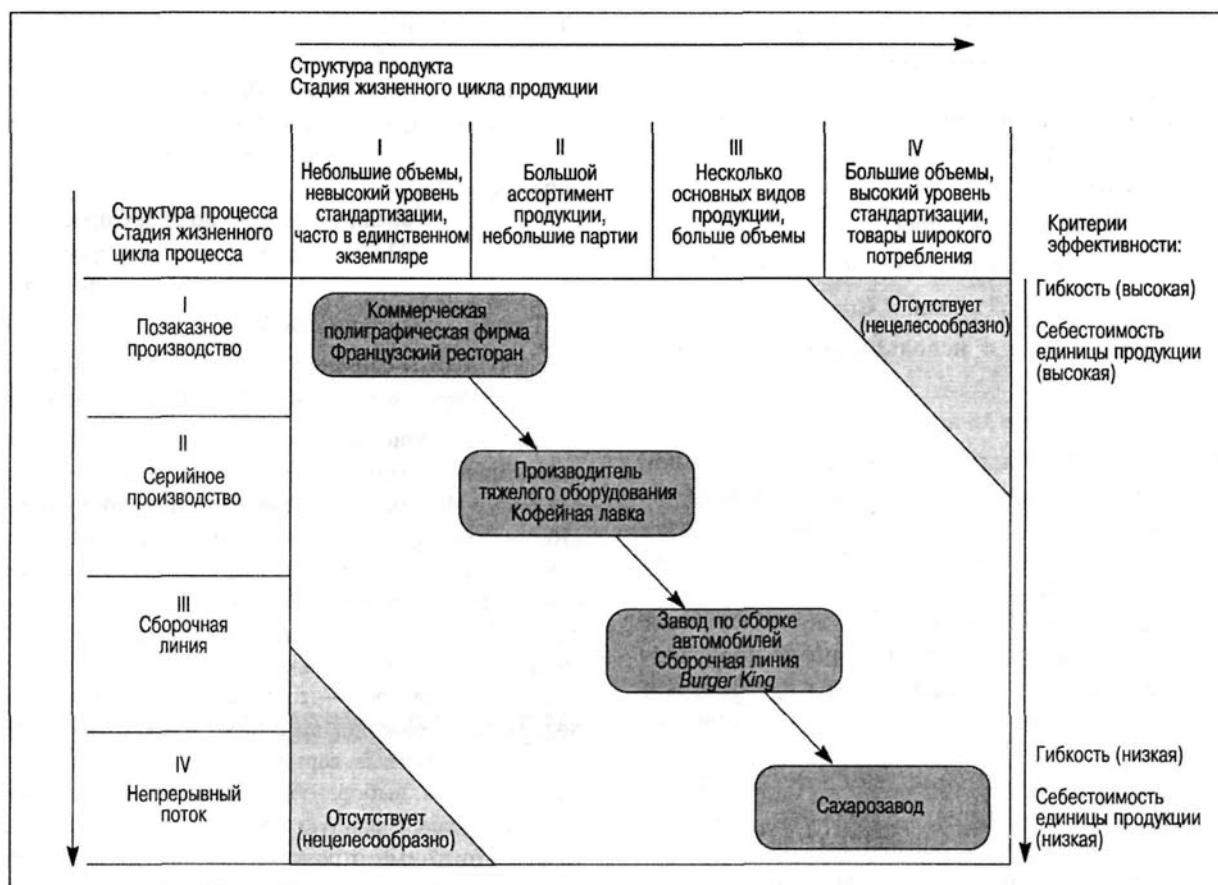 Структура продукта
Стадия жизненного цикла продукции
Структура процесса
Стадия жизненного
цикла процесса
I
Небольшие объемы,
невысокий уровень
стандартизации,
часто в единственном
экземпляре
II
Большой
ассортимент
продукции,
небольшие партии
III
Несколько
основных видов
продукции,
больше объемы
IV
Большие объемы,
высокий уровень
стандартизации,
товары широкого
потребления
Критерии
эффективности:
I
Позаказное
производство
Коммерческая
полиграфическая фирма
Французский ресторан
Отсутствует
(нецелесообразно)
Гибкость (высокая)
Себестоимость
единицы продукции
(высокая)
II
Серийное
производство
Производитель
тяжелого оборудования
Кофейная лавка
III
Сборочная
линия
Завод по сборке
автомобилей
Сборочная линия
Burger King
IV
Непрерывный
поток
Отсутствует
(нецелесообразно)
Сахарозавод
Гибкость (низкая)
Себестоимость
единицы продукции
(низкая)